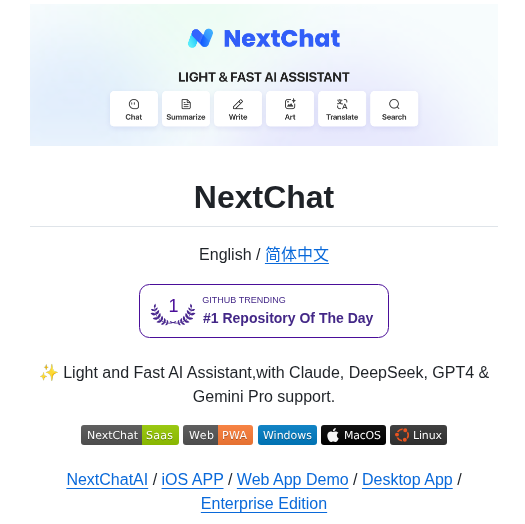 NextChat
LIGHT & FAST AI ASSISTANT
Chat Summarize Write Art Translate Search
NextChat
English / 简体中文
1 GITHUB TRENDING
#1 Repository Of The Day
✨ Light and Fast AI Assistant,with Claude, DeepSeek, GPT4 &
Gemini Pro support.
NextChat Saas Web PWA Windows MacOS Linux
NextChatAI / iOS APP / Web App Demo / Desktop App /
Enterprise Edition